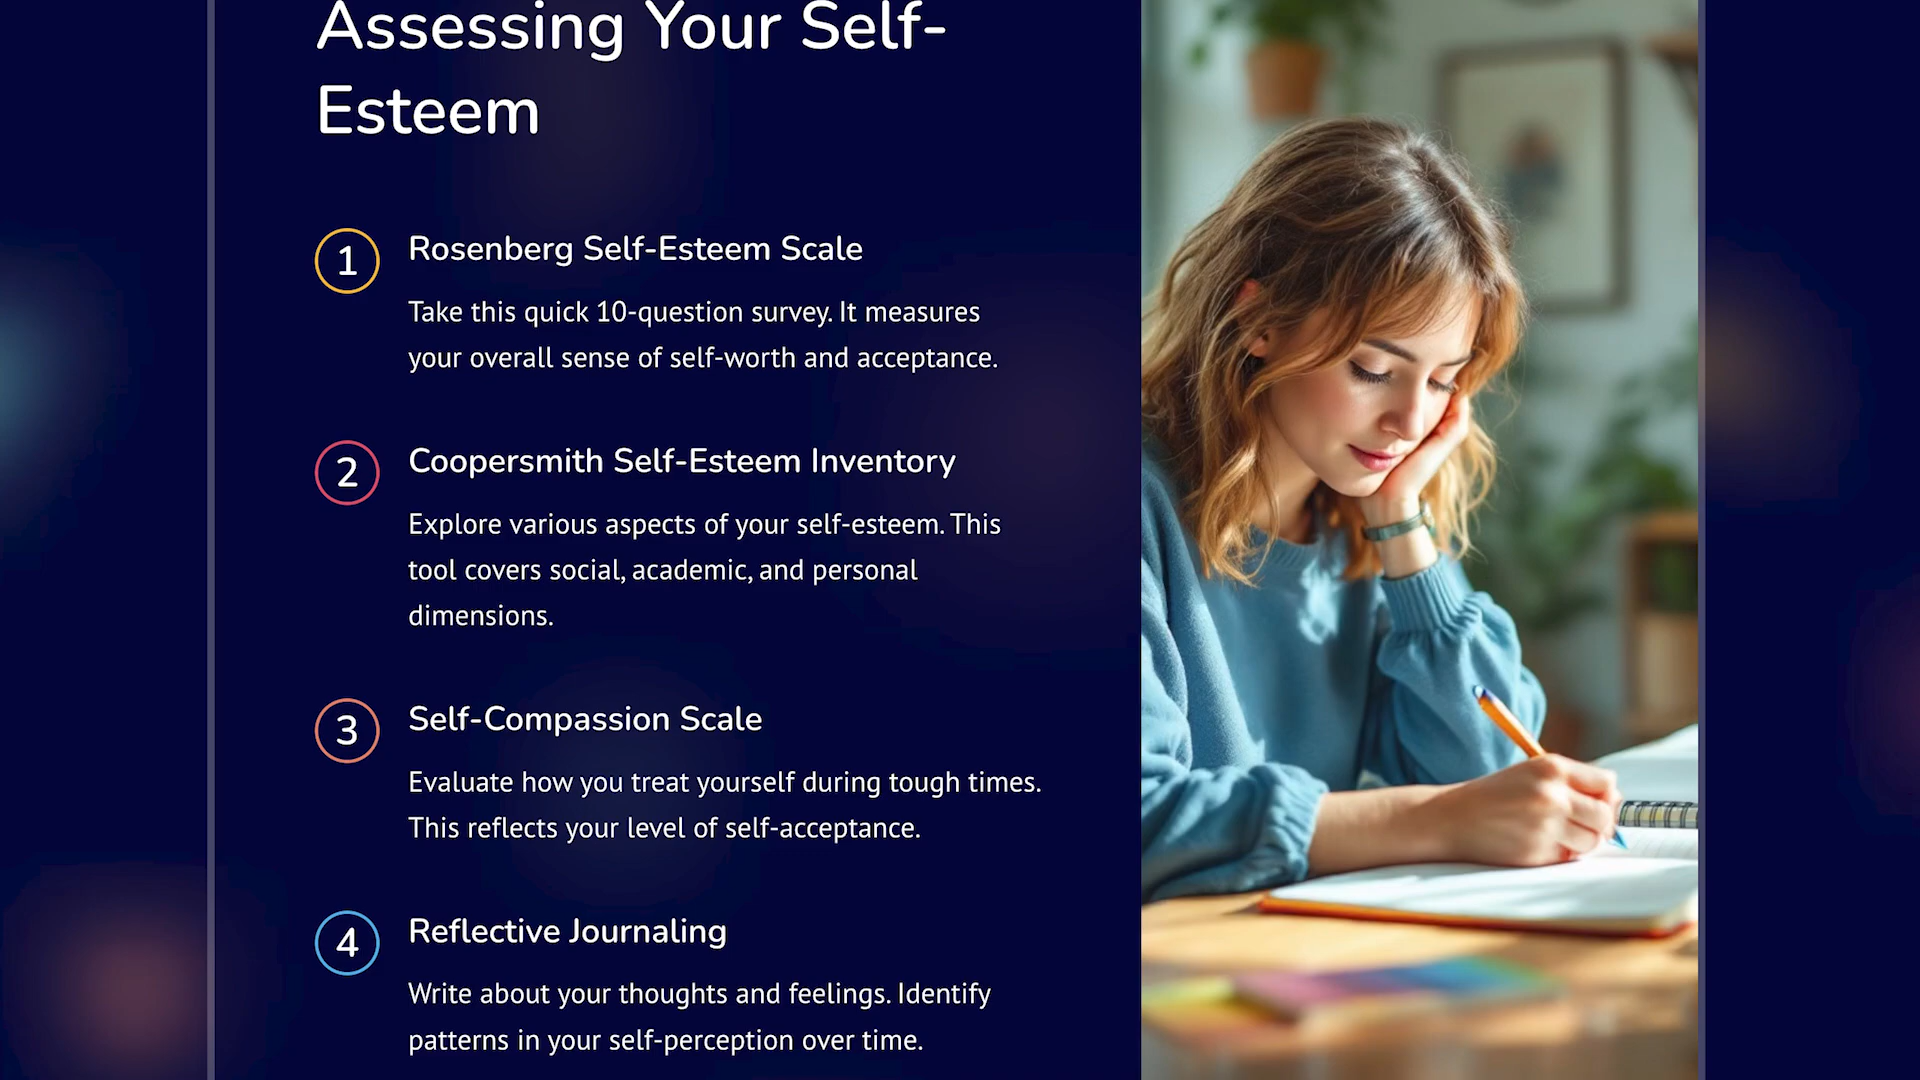 Assessing Your Self-
Esteem
1
Rosenberg Self-Esteem Scale
Take this quick 10-question survey. It measures
your overall sense of self-worth and acceptance.
2
Coopersmith Self-Esteem Inventory
Explore various aspects of your self-esteem. This
tool covers social, academic, and personal
dimensions.
3
Self-Compassion Scale
Evaluate how you treat yourself during tough times.
This reflects your level of self-acceptance.
4
Reflective Journaling
Write about your thoughts and feelings. Identify
patterns in your self-perception over time.